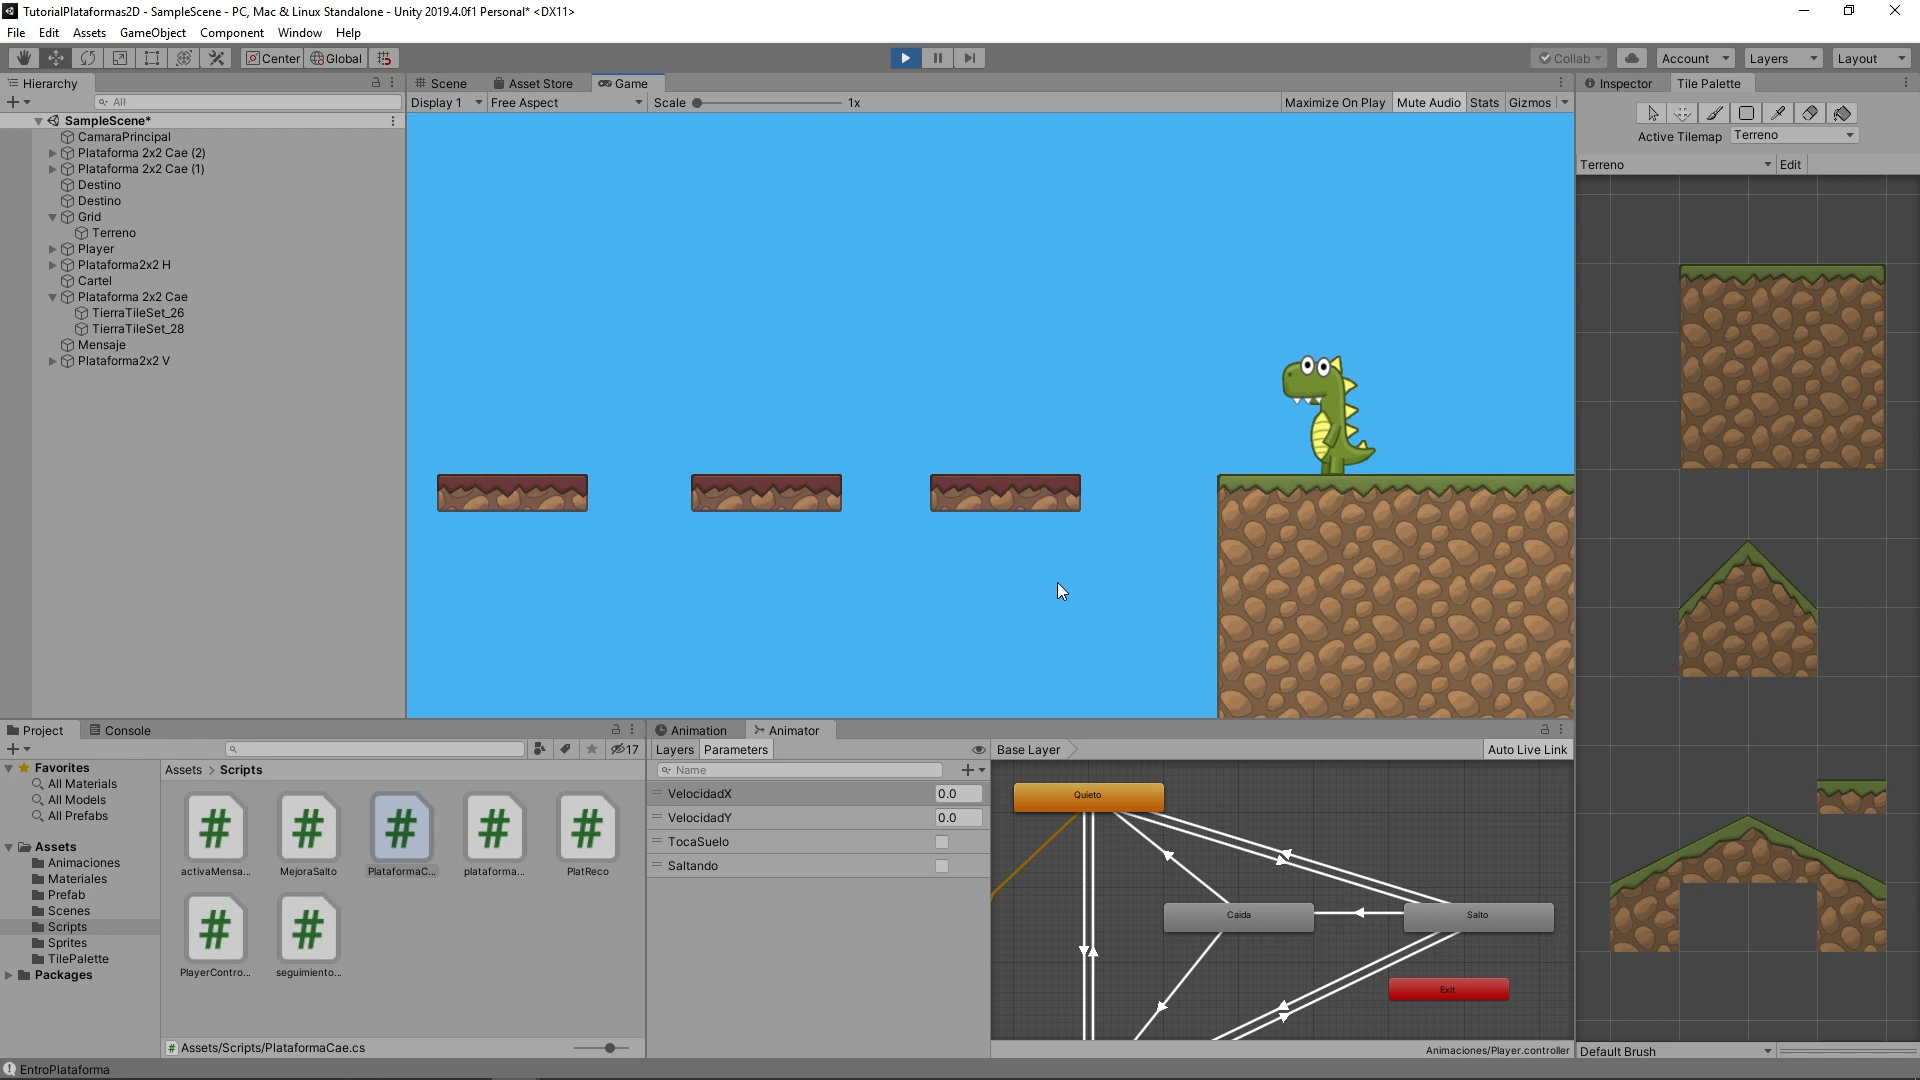 TutorialPlataformas2D - SampleScene - PC, Mac & Linux Standalone - Unity 2019.4.0f1 Personal* <DX11>
File Edit Assets GameObject Component Window Help
Center Global Collab Account Layers Layout
Hierarchy
All
SampleScene*
CamaraPrincipal
Plataforma 2x2 Cae (2)
Plataforma 2x2 Cae (1)
Destino
Destino
Grid
Terreno
Player
Plataforma2x2 H
Cartel
Plataforma 2x2 Cae
TierraTileSet_26
TierraTileSet_28
Mensaje
Plataforma2x2 V
Scene Asset Store Game
Display 1 Free Aspect Scale 1x Maximize On Play Mute Audio Stats Gizmos
Inspector Tile Palette
Active Tilemap Terreno
Terreno Edit
Default Brush
Project Console
17
Favorites
All Materials
All Models
All Prefabs
Assets
Animaciones
Materiales
Prefab
Scenes
Scripts
Sprites
TilePalette
Packages
Assets > Scripts
activaMensa... MejoraSalto PlataformaC... plataforma... PlatReco
PlayerContro... seguimiento...
Assets/Scripts/PlataformaCae.cs
Animation Animator
Layers Parameters Base Layer Auto Live Link
Name
VelocidadX 0.0
VelocidadY 0.0
TocaSuelo
Saltando
Quieto
Caida
Salto
Exit
Animaciones/Player.controller
EntroPlataforma